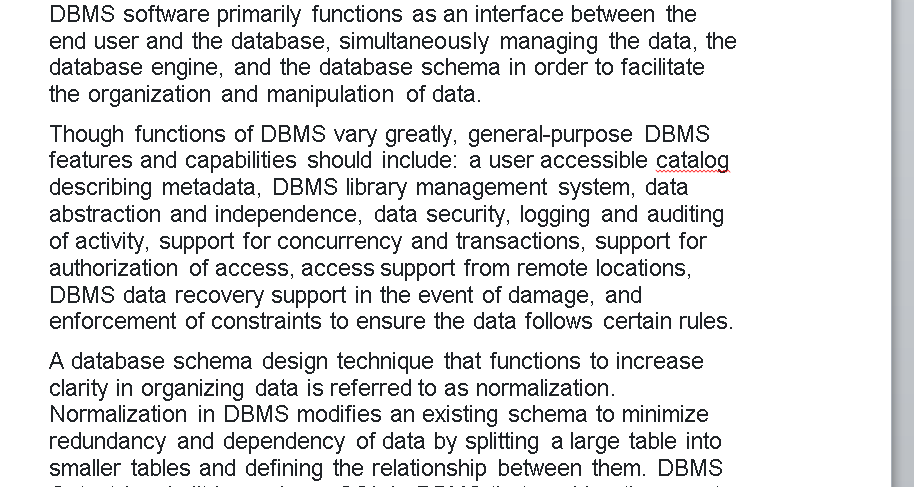 DBMS software primarily functions as an interface between the
end user and the database, simultaneously managing the data, the
database engine, and the database schema in order to facilitate
the organization and manipulation of data.
Though functions of DBMS vary greatly, general-purpose DBMS
features and capabilities should include: a user accessible catalog
describing metadata, DBMS library management system, data
abstraction and independence, data security, logging and auditing
of activity, support for concurrency and transactions, support for
authorization of access, access support from remote locations,
DBMS data recovery support in the event of damage, and
enforcement of constraints to ensure the data follows certain rules.
A database schema design technique that functions to increase
clarity in organizing data is referred to as normalization.
Normalization in DBMS modifies an existing schema to minimize
redundancy and dependency of data by splitting a large table into
smaller tables and defining the relationship between them. DBMS